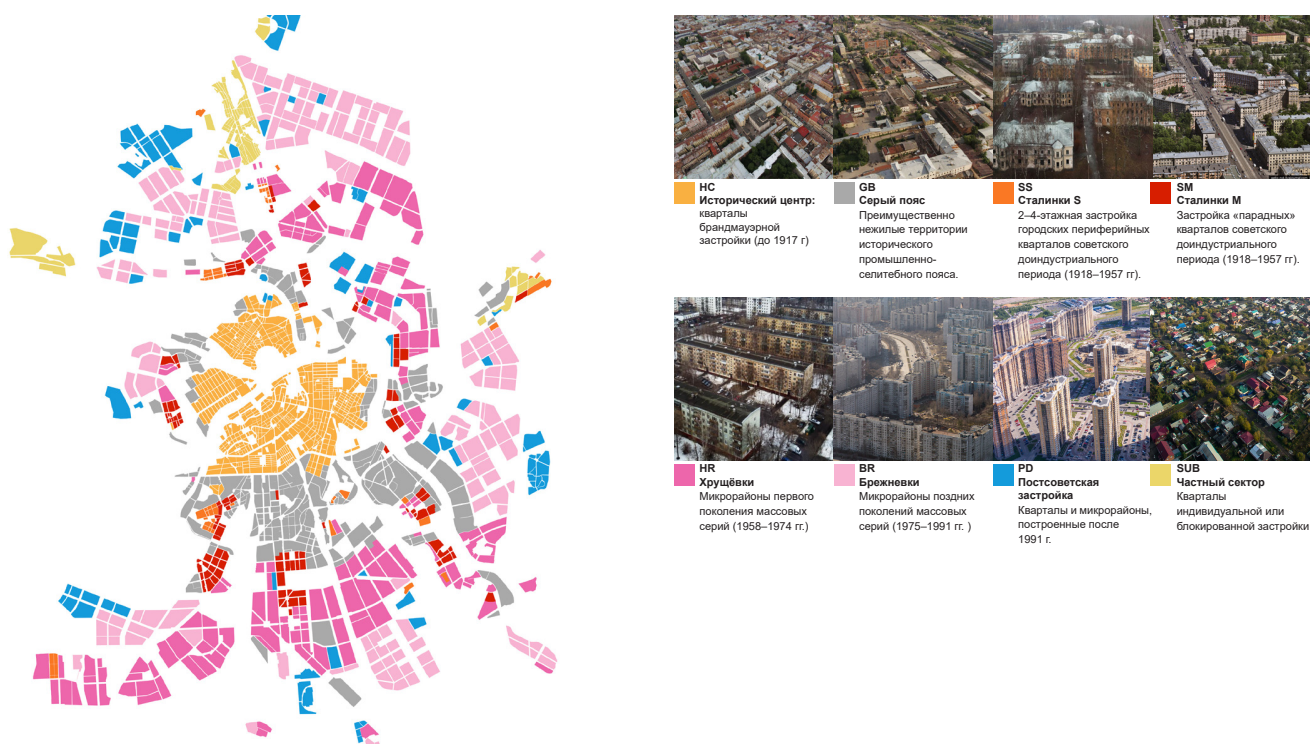 HC
Исторический центр:
кварталы
брандмауэрной
застройки (до 1917 г)
GB
Серый пояс
Преимущественно
нежилые территории
исторического
промышленно-
селитебного пояса.
SS
Сталинки S
2–4-этажная застройка
городских периферийных
кварталов советского
доиндустриального
периода (1918–1957 гг).
SM
Сталинки M
Застройка «парадных»
кварталов советского
доиндустриального
периода (1918–1957 гг).
HR
Хрущёвки
Микрорайоны первого
поколения массовых
серий (1958–1974 гг.)
BR
Брежневки
Микрорайоны поздних
поколений массовых
серий (1975–1991 гг. )
PD
Постсоветская
застройка
Кварталы и микрорайоны,
построенные после
1991 г.
SUB
Частный сектор
Кварталы
индивидуальной или
блокированной застройки